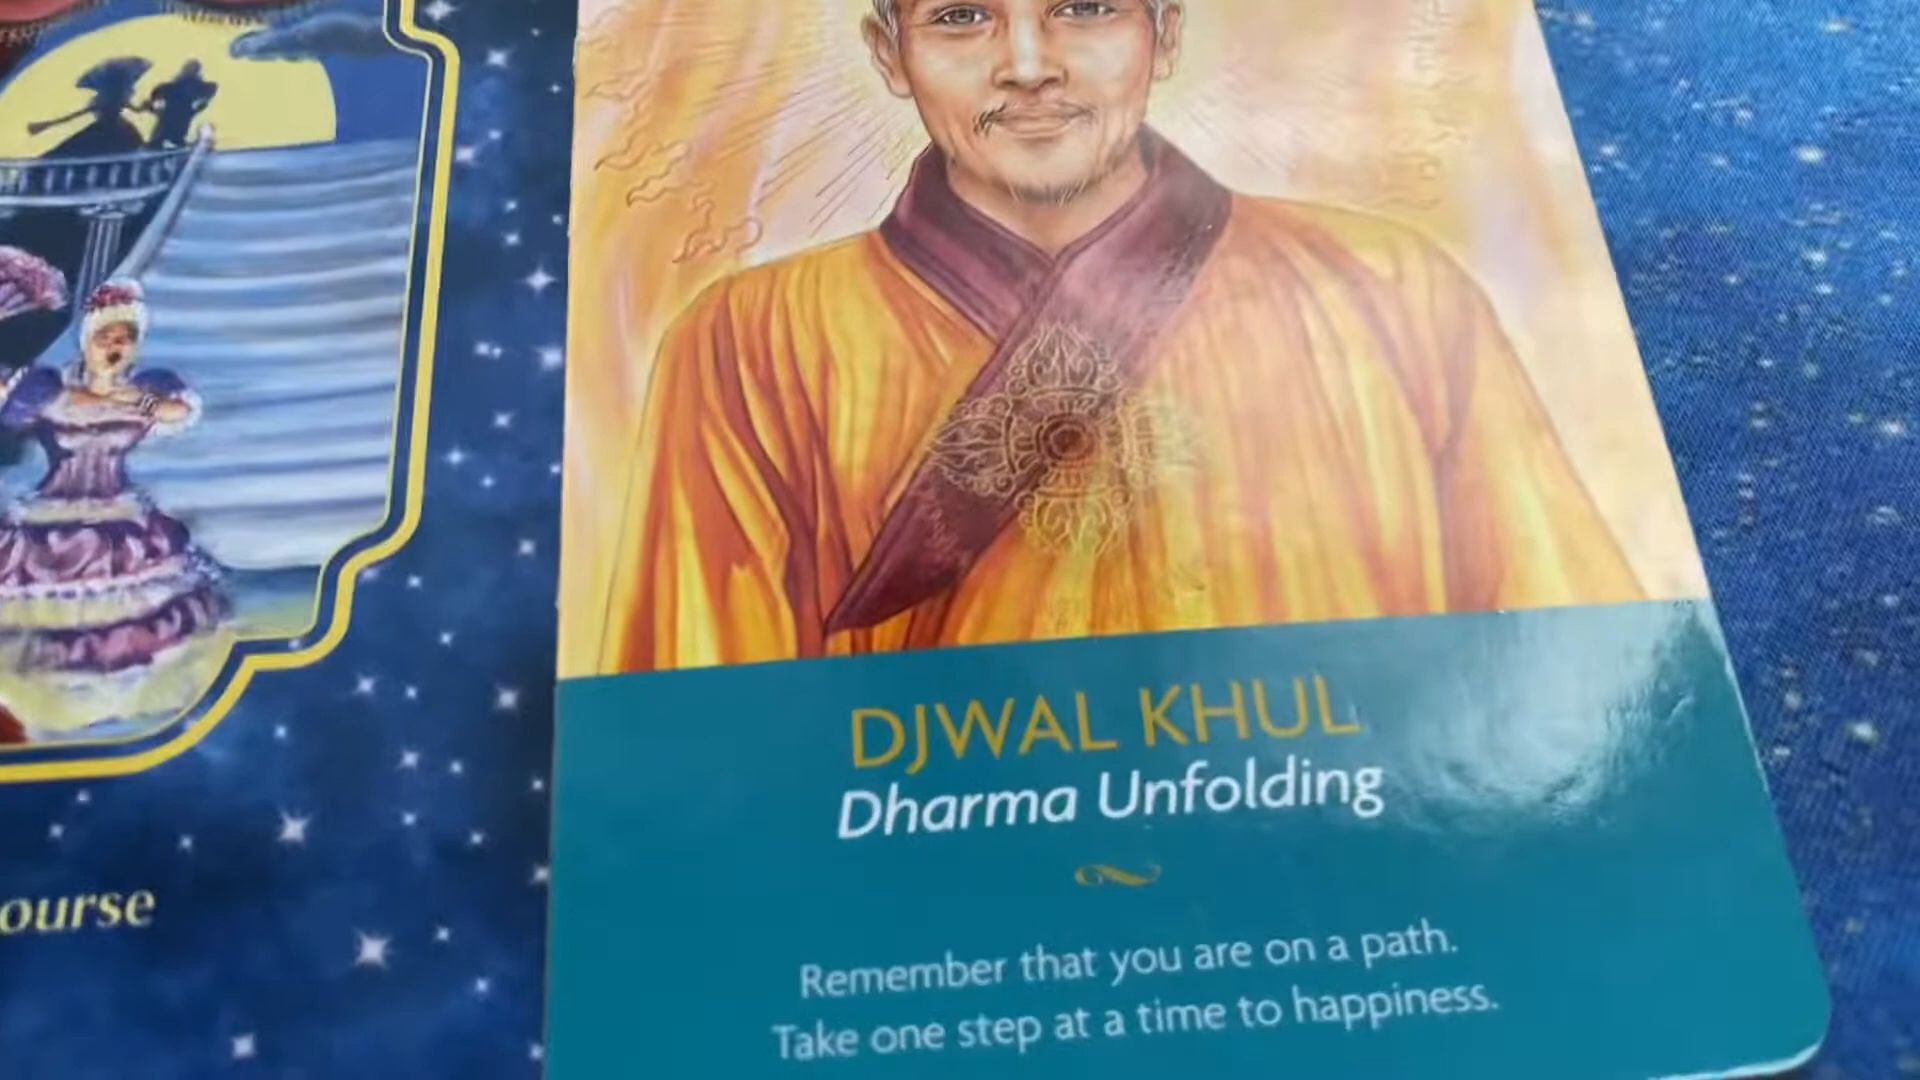 ourse
DJWAL KHUL
Dharma Unfolding
Remember that you are on a path.
Take one step at a time to happiness.